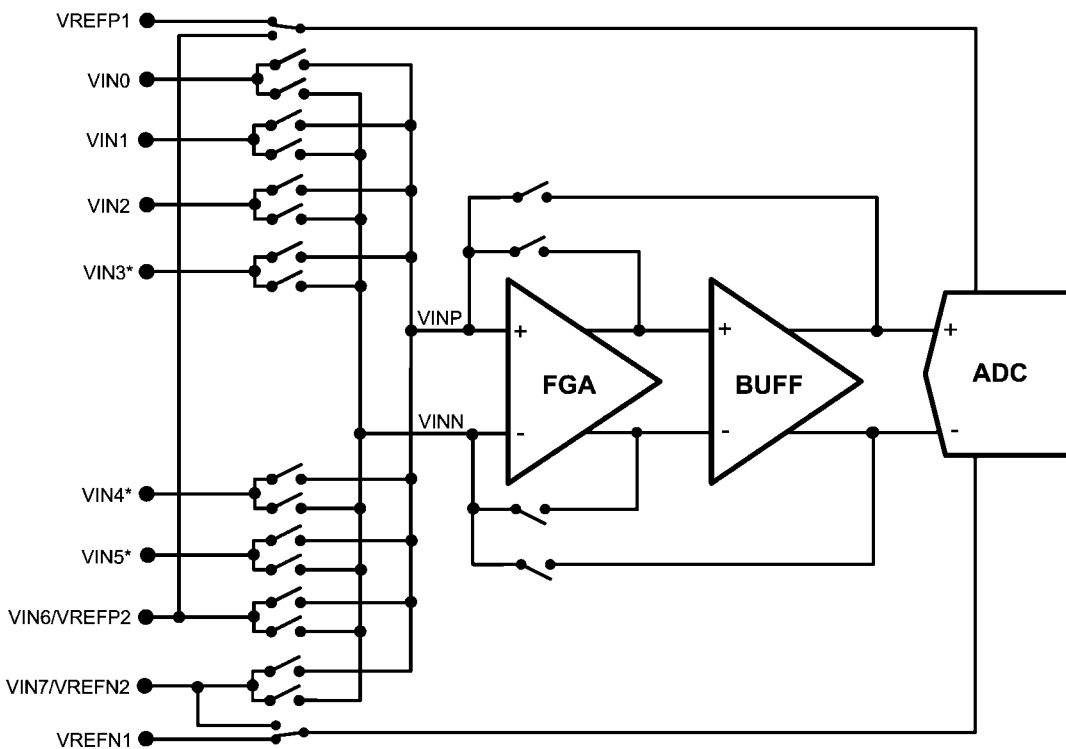 VREFP1
VIN0
VIN1
VIN2
VIN3*
VINP
+
+
+
FGA
BUFF
ADC
VINN
-
-
-
VIN4*
VIN5*
VIN6/VREFP2
VIN7/VREFN2
VREFN1